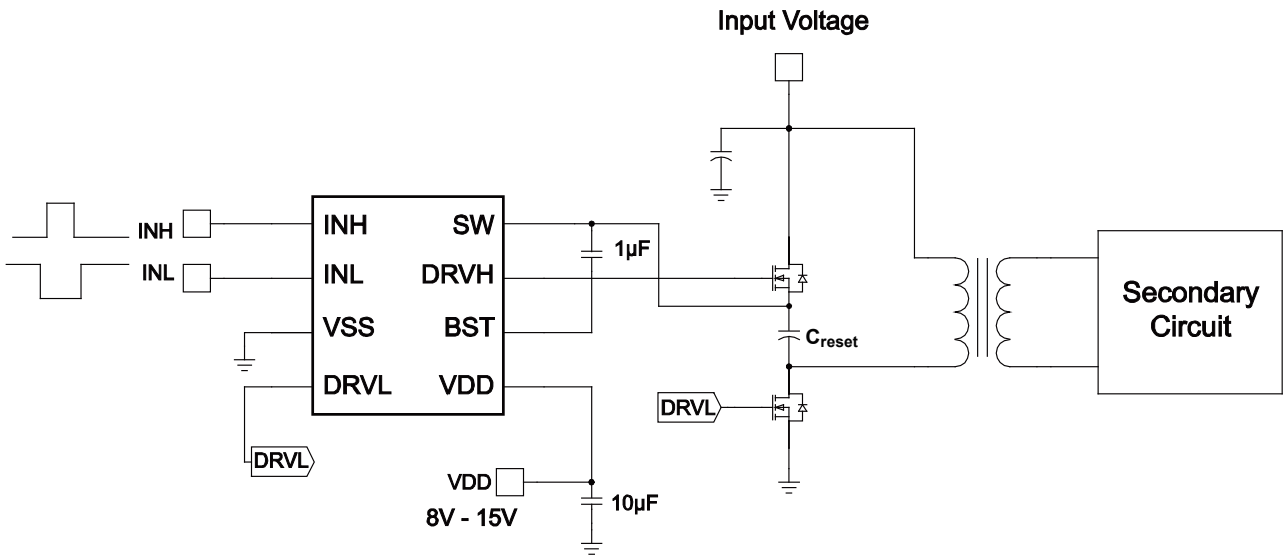 Input Voltage
INH
INL
INH
INL
VSS
DRVL
SW
DRVH
BST
VDD
1µF
DRVL
VDD
8V - 15V
10µF
C reset
DRVL
Secondary
Circuit